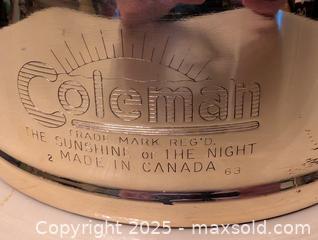 Coleman
TRADE MARK REG'D.
THE SUNSHINE OF THE NIGHT
2 MADE IN CANADA 63
Copyright 2025 - maxsold.com